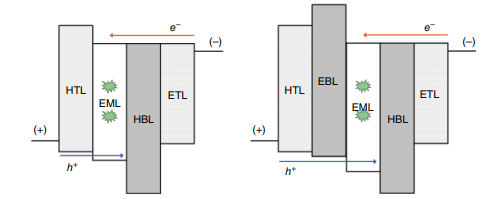 e⁻
(–)
HTL
EML
HBL
ETL
(+)
h⁺
e⁻
(–)
HTL
EBL
EML
HBL
ETL
(+)
h⁺